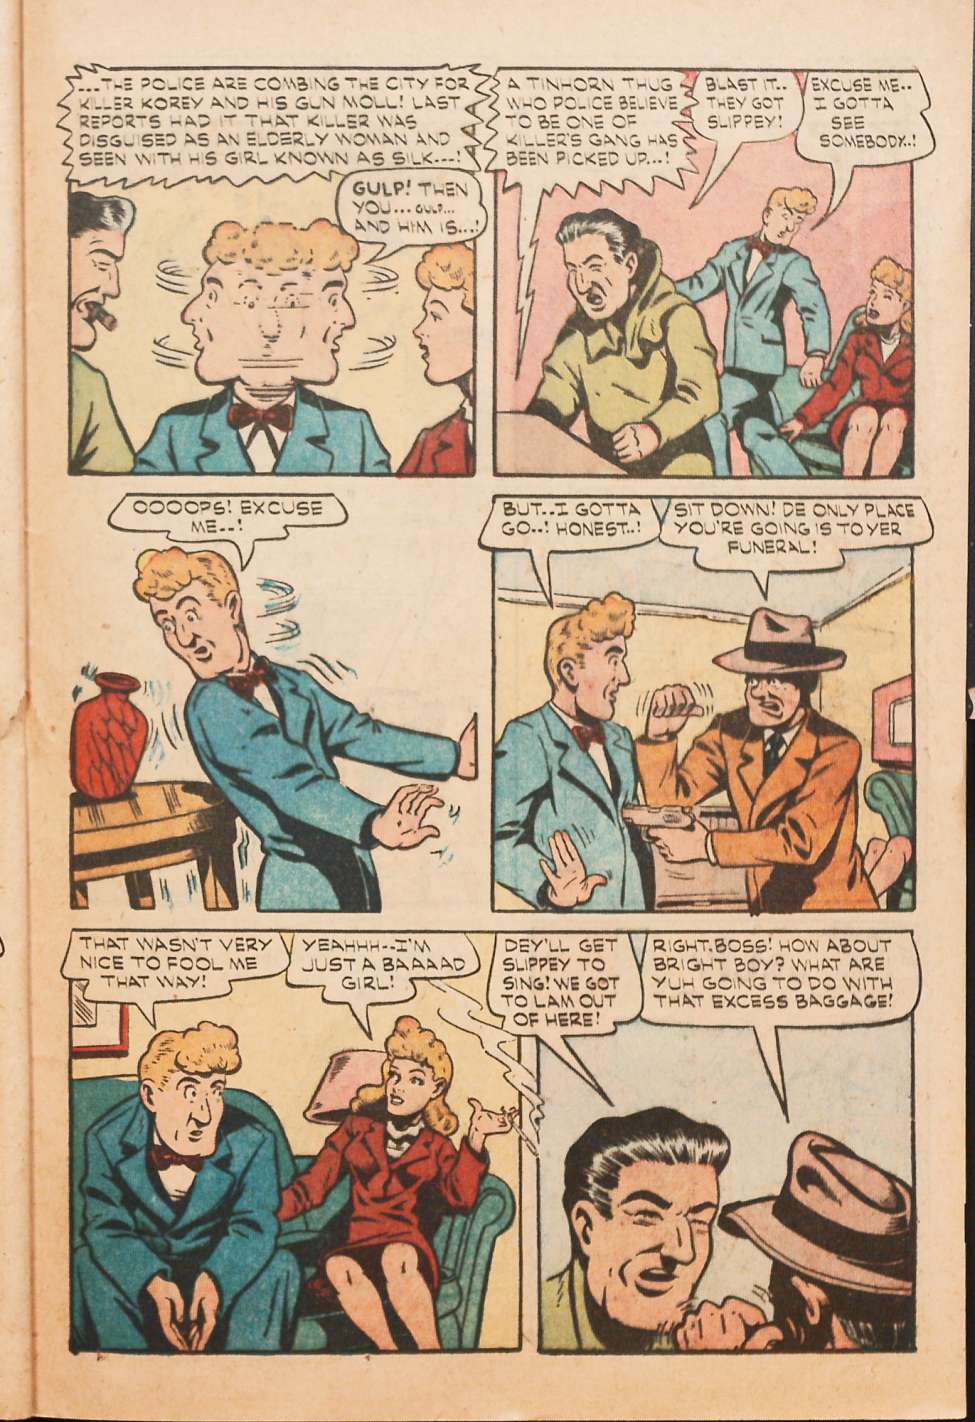 ...THE POLICE ARE COMBING THE CITY FOR
KILLER KOREY AND HIS GUN MOLL! LAST
REPORTS HAD IT THAT KILLER WAS
DISGUISED AS AN ELDERLY WOMAN AND
SEEN WITH HIS GIRL KNOWN AS SILK---!
GULP! THEN
YOU... GULP...
AND HIM IS...!
A TINHORN THUG
WHO POLICE BELIEVE
TO BE ONE OF
KILLER'S GANG HAS
BEEN PICKED UP...!
BLAST IT..
THEY GOT
SLIPPEY!
EXCUSE ME--
I GOTTA
SEE
SOMEBODY..!
OOOOPS! EXCUSE
ME--!
BUT..I GOTTA
GO--! HONEST..!
SIT DOWN! DE ONLY PLACE
YOU'RE GOING IS TO YER
FUNERAL!
THAT WASN'T VERY
NICE TO FOOL ME
THAT WAY!
YEAHHH--I'M
JUST A BAAAAD
GIRL!
DEY'LL GET
SLIPPEY TO
SING! WE GOT
TO LAM OUT
OF HERE!
RIGHT, BOSS! HOW ABOUT
BRIGHT BOY? WHAT ARE
YUH GOING TO DO WITH
THAT EXCESS BAGGAGE!